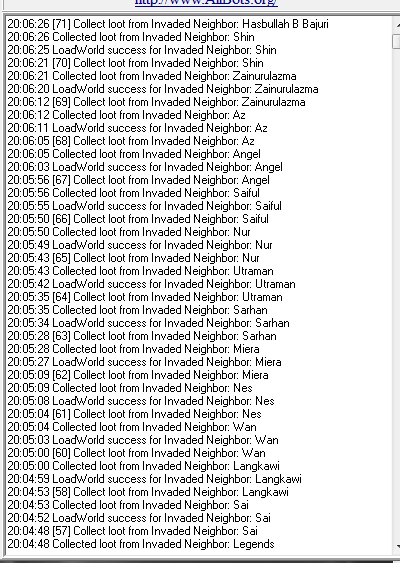 http://www.AllBots.org/
20:06:26 [71] Collect loot from Invaded Neighbor: Hasbullah B Bajuri
20:06:26 Collected loot from Invaded Neighbor: Shin
20:06:25 LoadWorld success for Invaded Neighbor: Shin
20:06:21 [70] Collect loot from Invaded Neighbor: Shin
20:06:21 Collected loot from Invaded Neighbor: Zainurulazma
20:06:20 LoadWorld success for Invaded Neighbor: Zainurulazma
20:06:12 [69] Collect loot from Invaded Neighbor: Zainurulazma
20:06:12 Collected loot from Invaded Neighbor: Az
20:06:11 LoadWorld success for Invaded Neighbor: Az
20:06:05 [68] Collect loot from Invaded Neighbor: Az
20:06:05 Collected loot from Invaded Neighbor: Angel
20:06:03 LoadWorld success for Invaded Neighbor: Angel
20:05:56 [67] Collect loot from Invaded Neighbor: Angel
20:05:56 Collected loot from Invaded Neighbor: Saiful
20:05:55 LoadWorld success for Invaded Neighbor: Saiful
20:05:50 [66] Collect loot from Invaded Neighbor: Saiful
20:05:50 Collected loot from Invaded Neighbor: Nur
20:05:49 LoadWorld success for Invaded Neighbor: Nur
20:05:43 [65] Collect loot from Invaded Neighbor: Nur
20:05:43 Collected loot from Invaded Neighbor: Utraman
20:05:42 LoadWorld success for Invaded Neighbor: Utraman
20:05:35 [64] Collect loot from Invaded Neighbor: Utraman
20:05:35 Collected loot from Invaded Neighbor: Sarhan
20:05:34 LoadWorld success for Invaded Neighbor: Sarhan
20:05:28 [63] Collect loot from Invaded Neighbor: Sarhan
20:05:28 Collected loot from Invaded Neighbor: Miera
20:05:27 LoadWorld success for Invaded Neighbor: Miera
20:05:09 [62] Collect loot from Invaded Neighbor: Miera
20:05:09 Collected loot from Invaded Neighbor: Nes
20:05:08 LoadWorld success for Invaded Neighbor: Nes
20:05:04 [61] Collect loot from Invaded Neighbor: Nes
20:05:04 Collected loot from Invaded Neighbor: Wan
20:05:03 LoadWorld success for Invaded Neighbor: Wan
20:05:00 [60] Collect loot from Invaded Neighbor: Wan
20:05:00 Collected loot from Invaded Neighbor: Langkawi
20:04:59 LoadWorld success for Invaded Neighbor: Langkawi
20:04:53 [58] Collect loot from Invaded Neighbor: Langkawi
20:04:53 Collected loot from Invaded Neighbor: Sai
20:04:52 LoadWorld success for Invaded Neighbor: Sai
20:04:48 [57] Collect loot from Invaded Neighbor: Sai
20:04:48 Collected loot from Invaded Neighbor: Legends